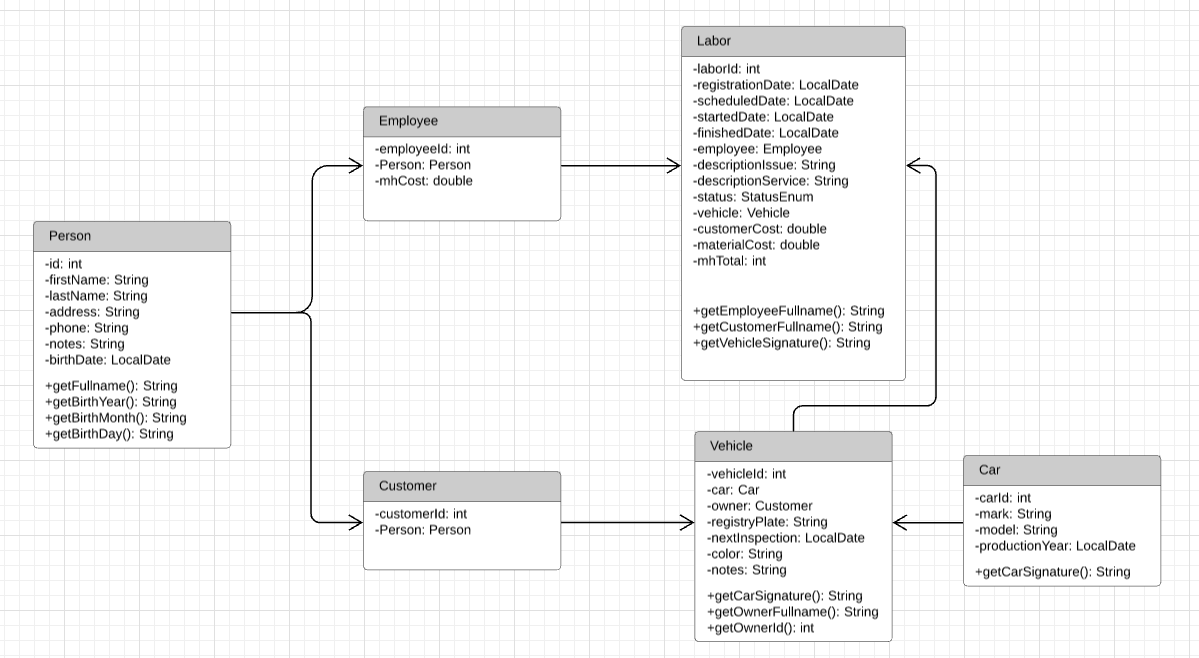 Person
-id: int
-firstName: String
-lastName: String
-address: String
-phone: String
-notes: String
-birthDate: LocalDate
+getFullname(): String
+getBirthYear(): String
+getBirthMonth(): String
+getBirthDay(): String
Employee
-employeeId: int
-Person: Person
-mhCost: double
Customer
-customerId: int
-Person: Person
Labor
-laborId: int
-registrationDate: LocalDate
-scheduledDate: LocalDate
-startedDate: LocalDate
-finishedDate: LocalDate
-employee: Employee
-descriptionIssue: String
-descriptionService: String
-status: StatusEnum
-vehicle: Vehicle
-customerCost: double
-materialCost: double
-mhTotal: int
+getEmployeeFullname(): String
+getCustomerFullname(): String
+getVehicleSignature(): String
Vehicle
-vehicleId: int
-car: Car
-owner: Customer
-registryPlate: String
-nextInspection: LocalDate
-color: String
-notes: String
+getCarSignature(): String
+getOwnerFullname(): String
+getOwnerId(): int
Car
-carId: int
-mark: String
-model: String
-productionYear: LocalDate
+getCarSignature(): String